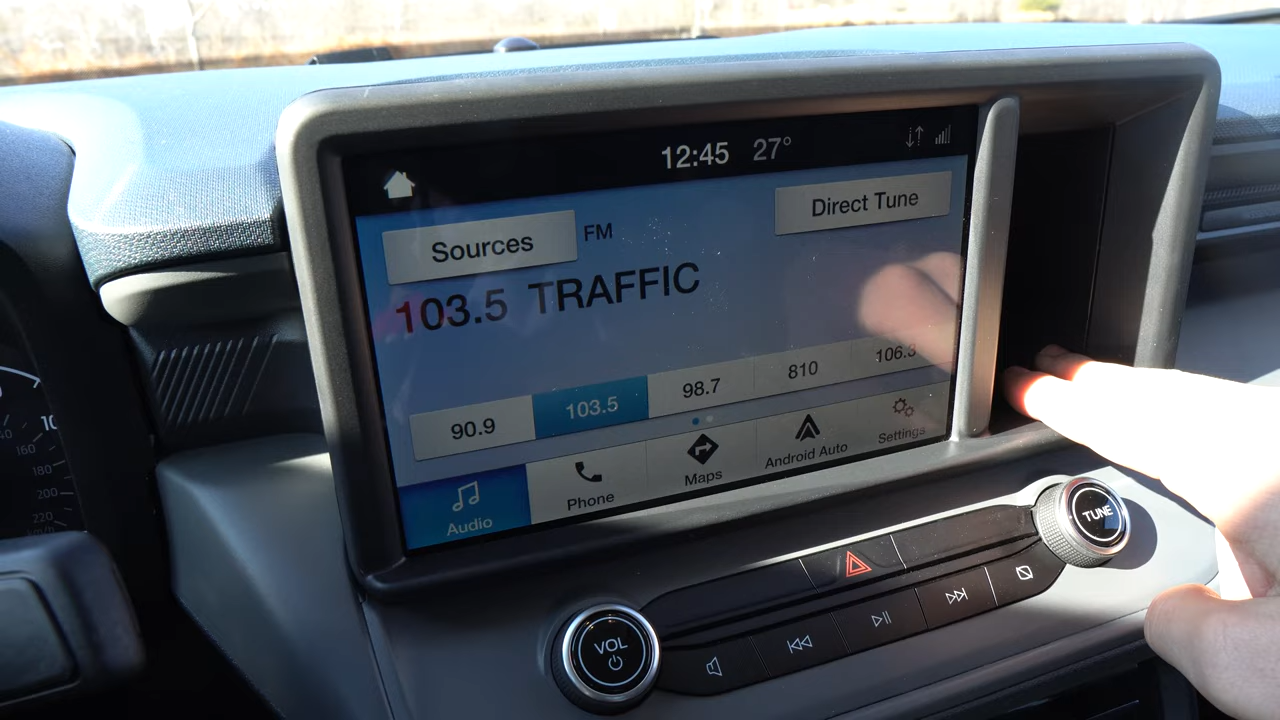 12:45 27°
Sources FM
Direct Tune
103.5 TRAFFIC
90.9 103.5 98.7 810 106.3
Audio Phone Maps Android Auto Settings
160
180
200
220
VOL
TUNE